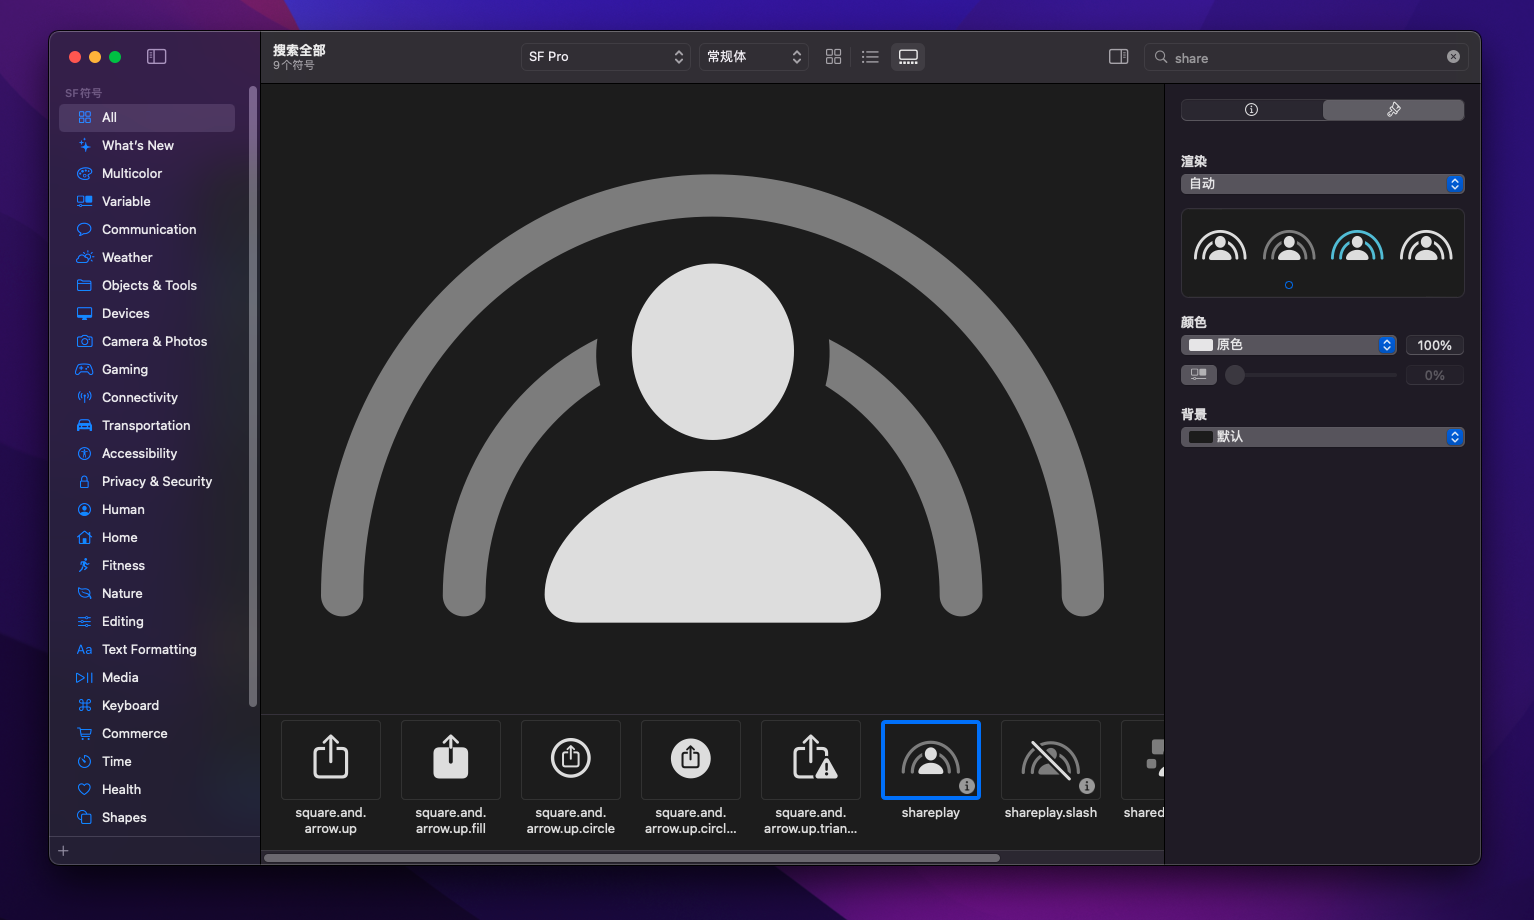 搜索全部
9个符号
SF Pro
常规体
share
SF符号
All
What's New
Multicolor
Variable
Communication
Weather
Objects & Tools
Devices
Camera & Photos
Gaming
Connectivity
Transportation
Accessibility
Privacy & Security
Human
Home
Fitness
Nature
Editing
Aa Text Formatting
Media
Keyboard
Commerce
Time
Health
Shapes
渲染
自动
颜色
原色
100%
0%
背景
默认
square.and.
arrow.up
square.and.
arrow.up.fill
square.and.
arrow.up.circle
square.and.
arrow.up.circl...
square.and.
arrow.up.trian...
shareplay
shareplay.slash
shared